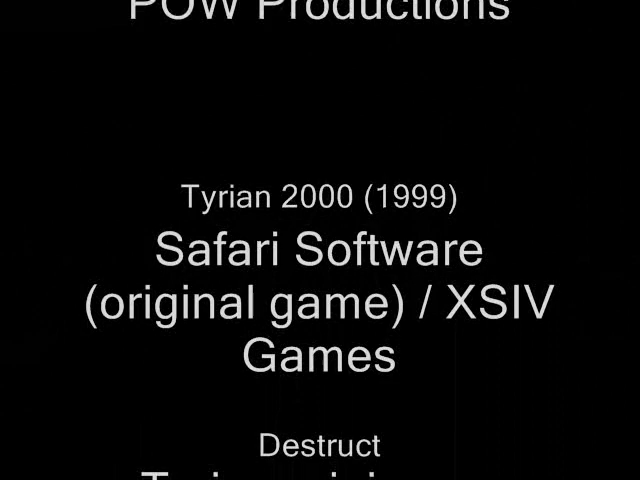 POW Productions
Tyrian 2000 (1999)
Safari Software
(original game) / XSIV
Games
Destruct